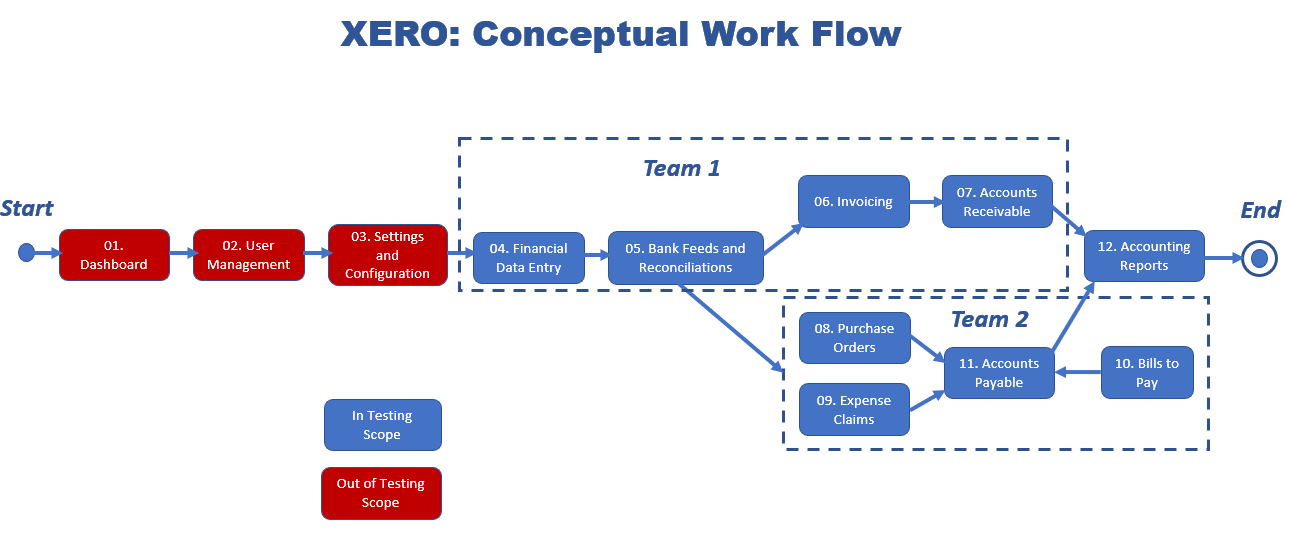 XERO: Conceptual Work Flow
Team 1
Start
01.
Dashboard
02. User
Management
03. Settings
and
Configuration
04. Financial
Data Entry
05. Bank Feeds and
Reconciliations
06. Invoicing
07. Accounts
Receivable
Team 2
08. Purchase
Orders
09. Expense
Claims
10. Bills to
Pay
11. Accounts
Payable
12. Accounting
Reports
End
In Testing
Scope
Out of Testing
Scope